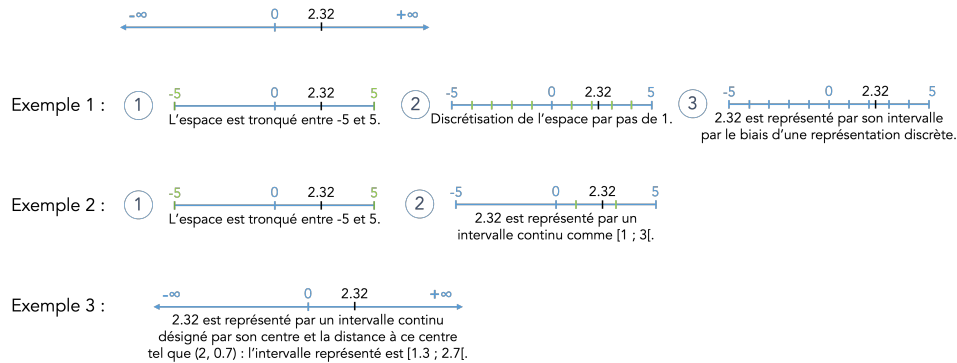 -∞ 0 2.32 +∞
Exemple 1 :
1
-5 0 2.32 5
L'espace est tronqué entre -5 et 5.
2
-5 0 2.32 5
Discrétisation de l'espace par pas de 1.
3
-5 0 2.32 5
2.32 est représenté par son intervalle
par le biais d'une représentation discrète.
Exemple 2 :
1
-5 0 2.32 5
L'espace est tronqué entre -5 et 5.
2
-5 0 2.32 5
2.32 est représenté par un
intervalle continu comme [1 ; 3[.
Exemple 3 :
-∞ 0 2.32 +∞
2.32 est représenté par un intervalle continu
désigné par son centre et la distance à ce centre
tel que (2, 0.7) : l'intervalle représenté est [1.3 ; 2.7[.